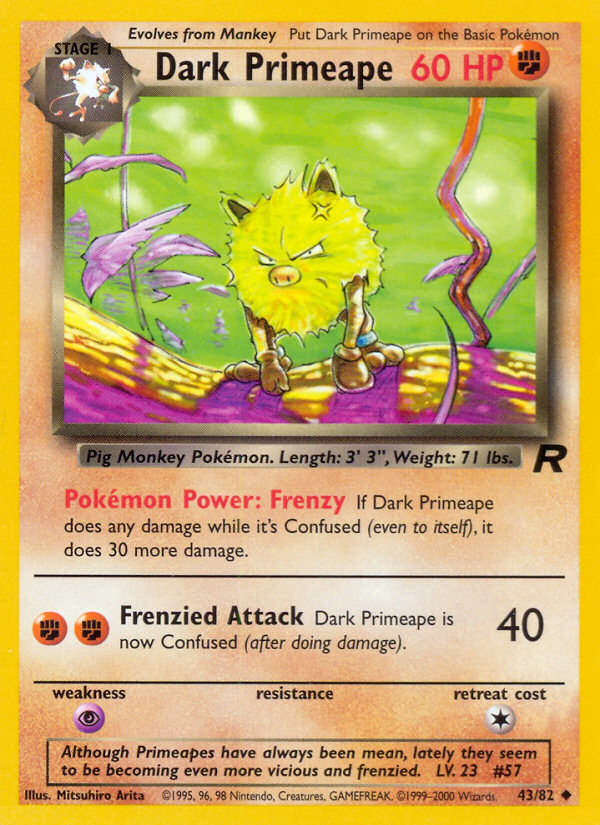 Evolves from Mankey Put Dark Primeape on the Basic Pokémon
STAGE 1
Dark Primeape 60 HP
Pig Monkey Pokémon. Length: 3' 3", Weight: 71 lbs.
R
Pokémon Power: Frenzy If Dark Primeape
does any damage while it's Confused (even to itself), it
does 30 more damage.
Frenzied Attack Dark Primeape is
now Confused (after doing damage).
40
weakness resistance retreat cost
Although Primeapes have always been mean, lately they seem
to be becoming even more vicious and frenzied. LV. 23 #57
Illus. Mitsuhiro Arita ©1995, 96, 98 Nintendo, Creatures, GAMEFREAK. ©1999–2000 Wizards. 43/82